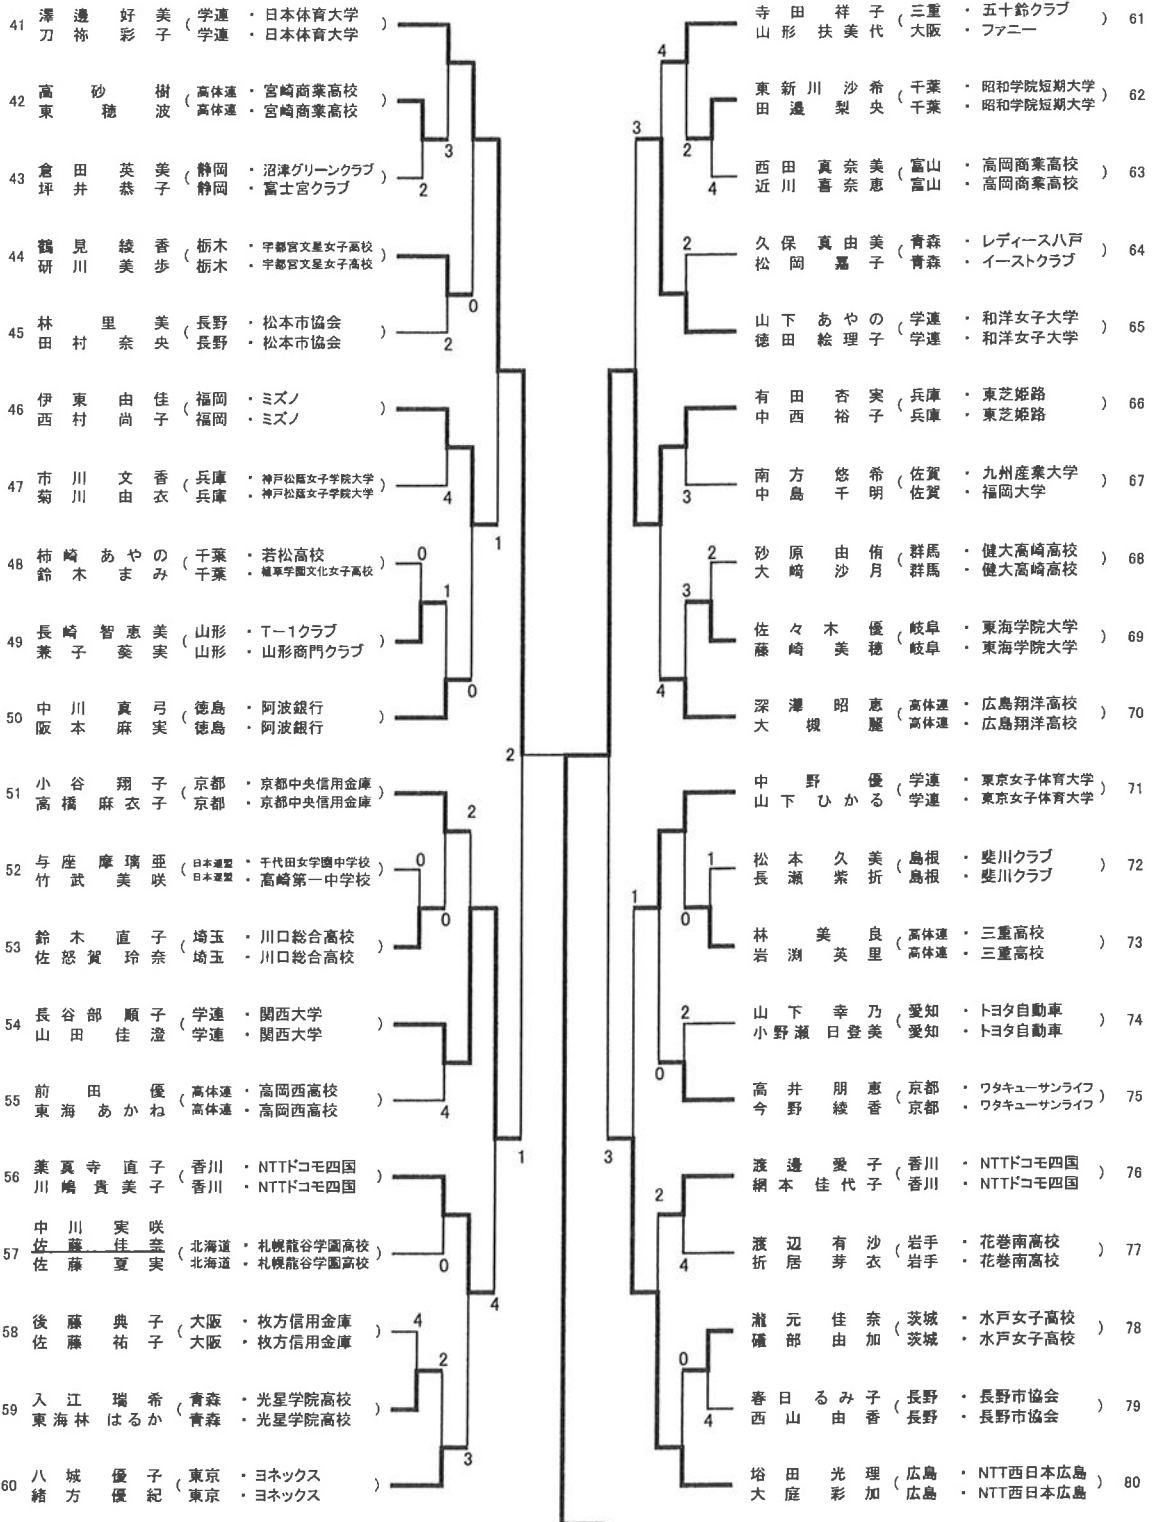 41 澤邊好美 (学連・日本体育大学)
刀祢彩子 学連・日本体育大学
42 高砂樹 (高体連・宮崎商業高校)
東穂波 高体連・宮崎商業高校
3
43 倉田英美 (静岡・沼津グリーンクラブ)
坪井恭子 静岡・富士宮クラブ
2
44 鶴見綾香 (栃木・宇都宮文星女子高校)
研川美歩 栃木・宇都宮文星女子高校
0
45 林里美 (長野・松本市協会)
田村奈央 長野・松本市協会
2
46 伊東由佳 (福岡・ミズノ)
西村尚子 福岡・ミズノ
47 市川文香 (兵庫・神戸松蔭女子学院大学)
菊川由衣 兵庫・神戸松蔭女子学院大学
4
1
48 柿崎あやの (千葉・若松高校)
鈴木まみ 千葉・植草学園文化女子高校
0
1
49 長崎智恵美 (山形・T-1クラブ)
兼子葵実 山形・山形商門クラブ
0
50 中川真弓 (徳島・阿波銀行)
阪本麻実 徳島・阿波銀行
2
51 小谷翔子 (京都・京都中央信用金庫)
高橋麻衣子 京都・京都中央信用金庫
2
52 与座摩璃亜 (日本連盟・千代田女学園中学校)
竹武美咲 日本連盟・高崎第一中学校
0
0
53 鈴木直子 (埼玉・川口総合高校)
佐怒賀玲奈 埼玉・川口総合高校
54 長谷部順子 (学連・関西大学)
山田佳澄 学連・関西大学
55 前田優 (高体連・高岡西高校)
東海あかね 高体連・高岡西高校
4
1
56 薬真寺直子 (香川・NTTドコモ四国)
川嶋貴美子 香川・NTTドコモ四国
中川実咲
57 佐藤佳奈 (北海道・札幌龍谷学園高校)
佐藤夏実 北海道・札幌龍谷学園高校
0
4
58 後藤典子 (大阪・枚方信用金庫)
佐藤祐子 大阪・枚方信用金庫
4
2
59 入江瑞希 (青森・光星学院高校)
東海林はるか 青森・光星学院高校
3
60 八城優子 (東京・ヨネックス)
緒方優紀 東京・ヨネックス
寺田祥子 (三重・五十鈴クラブ) 61
山形扶美代 大阪・ファニー
4
東新川沙希 (千葉・昭和学院短期大学) 62
田邊梨央 千葉・昭和学院短期大学
3
2
西田真奈美 (富山・高岡商業高校) 63
近川喜奈恵 富山・高岡商業高校
4
久保真由美 (青森・レディース八戸) 64
松岡嘉子 青森・イーストクラブ
2
山下あやの (学連・和洋女子大学) 65
徳田絵理子 学連・和洋女子大学
有田杏実 (兵庫・東芝姫路) 66
中西裕子 兵庫・東芝姫路
南方悠希 (佐賀・九州産業大学) 67
中島千明 佐賀・福岡大学
3
砂原由侑 (群馬・健大高崎高校) 68
大﨑沙月 群馬・健大高崎高校
2
3
佐々木優 (岐阜・東海学院大学) 69
藤崎美穂 岐阜・東海学院大学
4
深澤昭恵 (高体連・広島翔洋高校) 70
大槻麗 高体連・広島翔洋高校
中野優 (学連・東京女子体育大学) 71
山下ひかる 学連・東京女子体育大学
松本久美 (島根・斐川クラブ) 72
長瀬紫折 島根・斐川クラブ
1
1
0
林美良 (高体連・三重高校) 73
岩渕英里 高体連・三重高校
山下幸乃 (愛知・トヨタ自動車) 74
小野瀬日登美 愛知・トヨタ自動車
2
0
高井朋恵 (京都・ワタキューサンライフ) 75
今野綾香 京都・ワタキューサンライフ
3
渡邊愛子 (香川・NTTドコモ四国) 76
網本佳代子 香川・NTTドコモ四国
2
渡辺有沙 (岩手・花巻南高校) 77
折居芽衣 岩手・花巻南高校
4
瀧元佳奈 (茨城・水戸女子高校) 78
礒部由加 茨城・水戸女子高校
0
春日るみ子 (長野・長野市協会) 79
西山由香 長野・長野市協会
4
塔田光理 (広島・NTT西日本広島) 80
大庭彩加 広島・NTT西日本広島